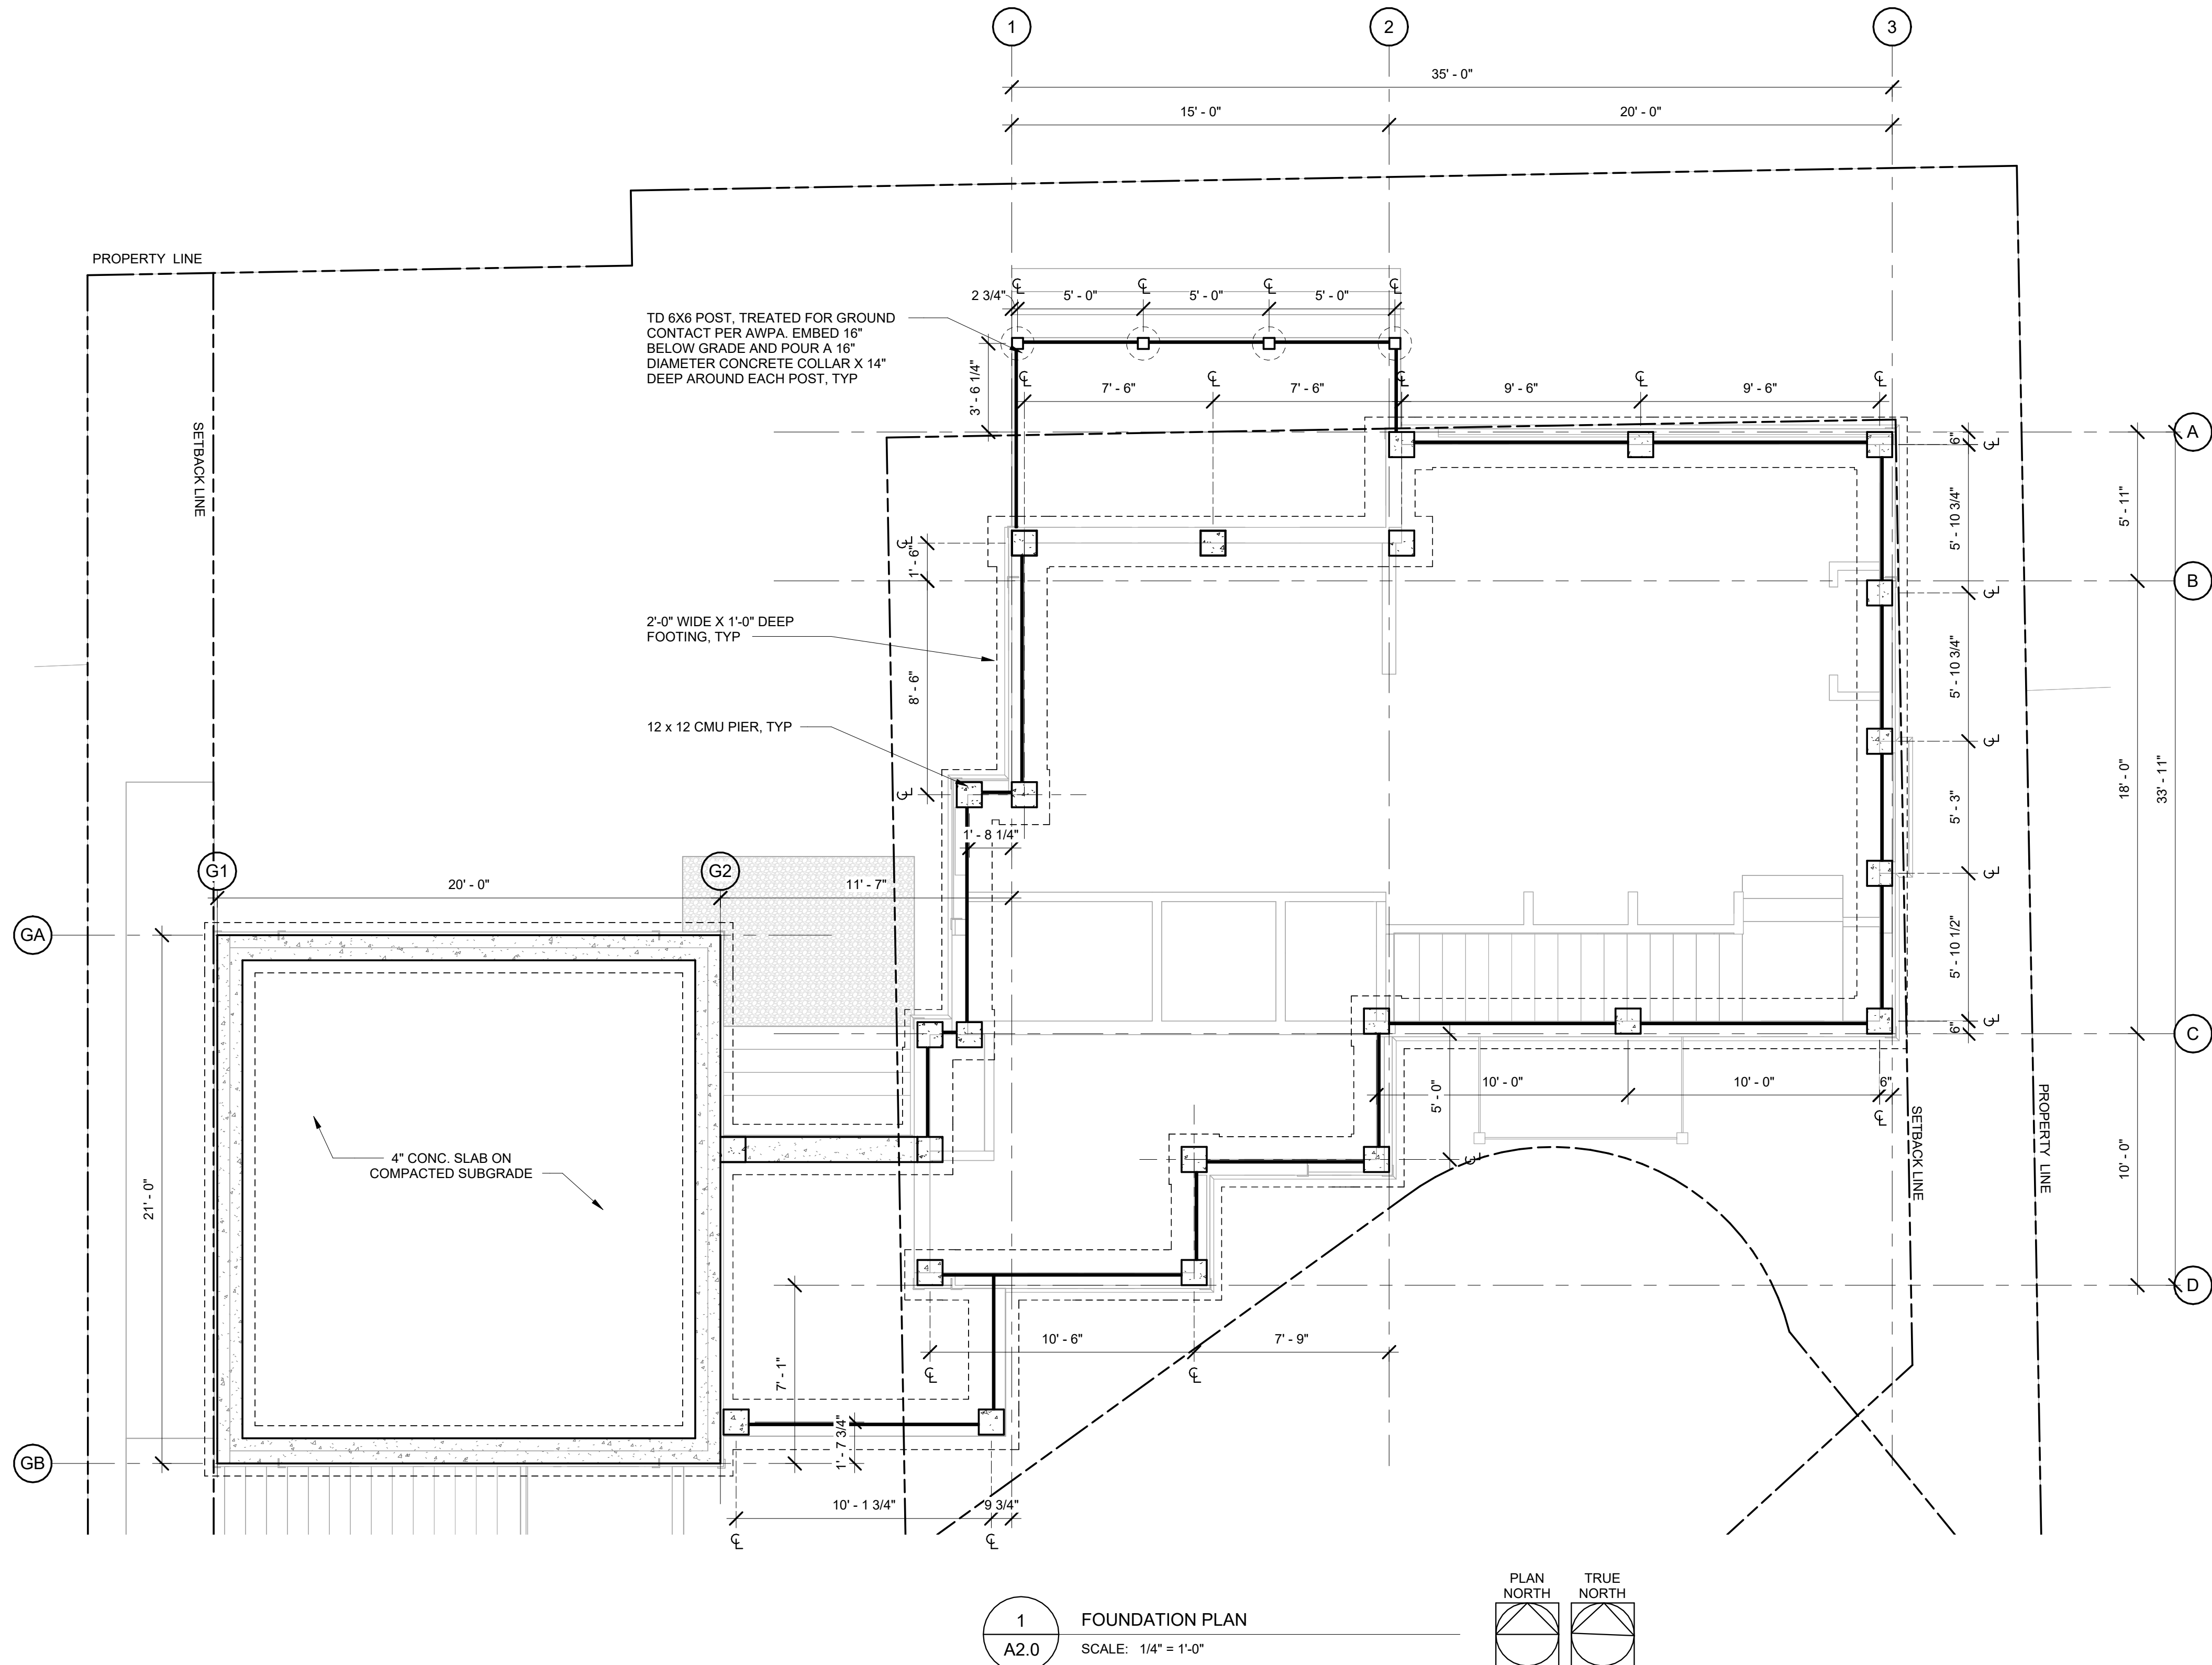 1
2
3
35' - 0"
15' - 0"
20' - 0"
PROPERTY LINE
SETBACK LINE
2 3/4"
5' - 0"
5' - 0"
5' - 0"
TD 6X6 POST, TREATED FOR GROUND
CONTACT PER AWPA. EMBED 16"
BELOW GRADE AND POUR A 16"
DIAMETER CONCRETE COLLAR X 14"
DEEP AROUND EACH POST, TYP
3' - 6 1/4"
7' - 6"
7' - 6"
9' - 6"
9' - 6"
A
6"
5' - 10 3/4"
5' - 11"
1' - 6"
B
2'-0" WIDE X 1'-0" DEEP
FOOTING, TYP
8' - 6"
5' - 10 3/4"
12 x 12 CMU PIER, TYP
18' - 0"
33' - 11"
5' - 3"
1' - 8 1/4"
G1
G2
20' - 0"
11' - 7"
GA
5' - 10 1/2"
6"
C
10' - 0"
10' - 0"
6"
5' - 0"
SETBACK LINE
PROPERTY LINE
10' - 0"
4" CONC. SLAB ON
COMPACTED SUBGRADE
21' - 0"
D
10' - 6"
7' - 9"
7' - 1"
1' - 7 3/4"
GB
10' - 1 3/4"
9 3/4"
1
A2.0
FOUNDATION PLAN
SCALE: 1/4" = 1'-0"
PLAN
NORTH
TRUE
NORTH